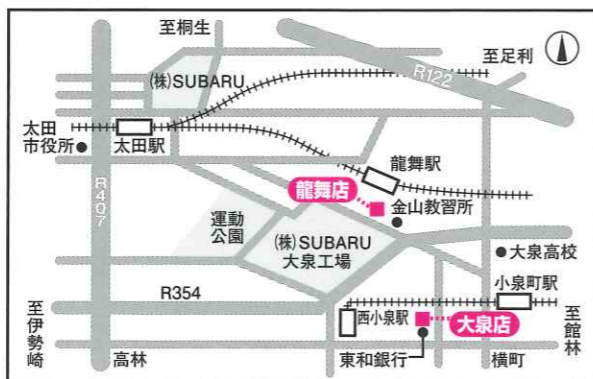 至桐生
至足利
(株)SUBARU
R122
太田
市役所
太田駅
龍舞駅
龍舞店
金山教習所
R407
運動
公園
(株)SUBARU
大泉工場
大泉高校
R354
小泉町駅
至伊勢崎
西小泉駅
大泉店
至館林
高林
東和銀行
横町